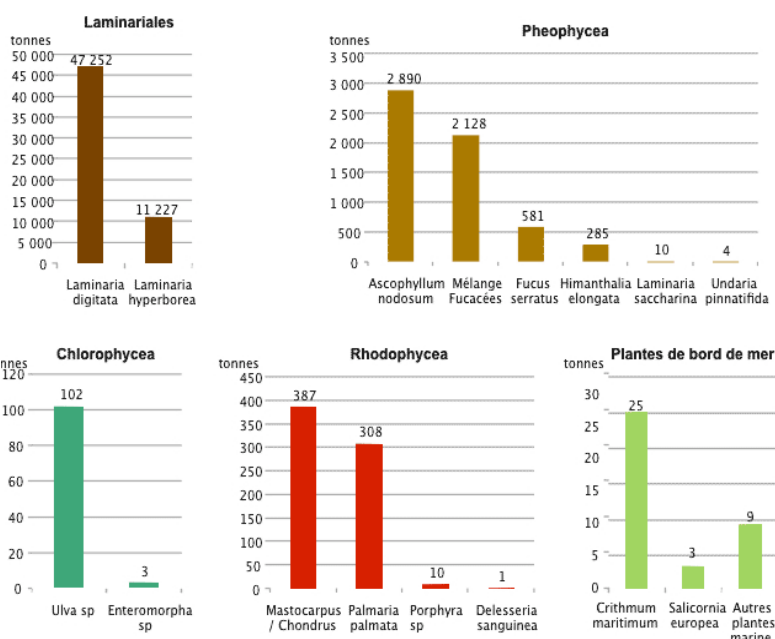 Laminariales
tonnes
50 000
45 000
40 000
35 000
30 000
25 000
20 000
15 000
10 000
5 000
0
47 252
11 227
Laminaria Laminaria
digitata hyperborea
Pheophycea
tonnes
3 500
3 000
2 500
2 000
1 500
1 000
500
0
2 890
2 128
581
285
10
4
Ascophyllum Mélange Fucus Himanthalia Laminaria Undaria
nodosum Fucacées serratus elongata saccharina pinnatifida
Chlorophycea
nnes
120
100
80
60
40
20
0
102
3
Ulva sp Enteromorpha
sp
Rhodophycea
tonnes
450
400
350
300
250
200
150
100
50
0
387
308
10
1
Mastocarpus Palmaria Porphyra Delesseria
/ Chondrus palmata sp sanguinea
Plantes de bord de mer
tonnes
30
25
20
15
10
5
0
25
3
9
Crithmum Salicornia Autres
maritimum europea plantes
marine